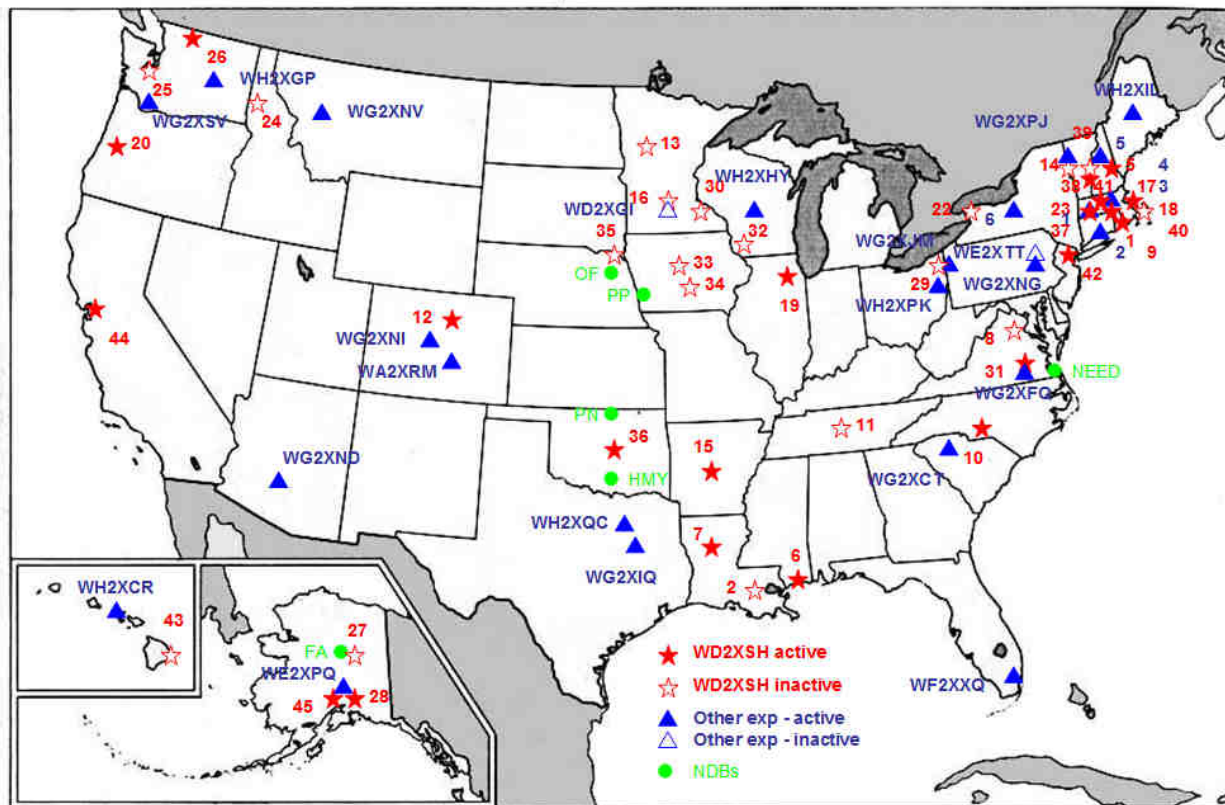 26
WH2XGP
25
WG2XSV
24
WG2XNV
20
13
16
30
WD2XGI
WH2XHY
35
32
OF
33
34
PP
19
WH2XIL
WG2XPJ
39
5
14
5
4
3
38
41
17
22
6
1
23
18
WG2XJM
WE2XTT
37
1
40
2
9
29
WG2XNG
42
WH2XPK
44
12
WG2XNI
WA2XRM
8
31
NEED
WG2XFQ
PN
36
15
11
WG2XND
HMY
WG2XCT
10
WH2XQC
7
6
WG2XIQ
2
WH2XCR
43
27
FA
WE2XPQ
45
28
WF2XXQ
WD2XSH active
WD2XSH inactive
Other exp - active
Other exp - inactive
NDBs